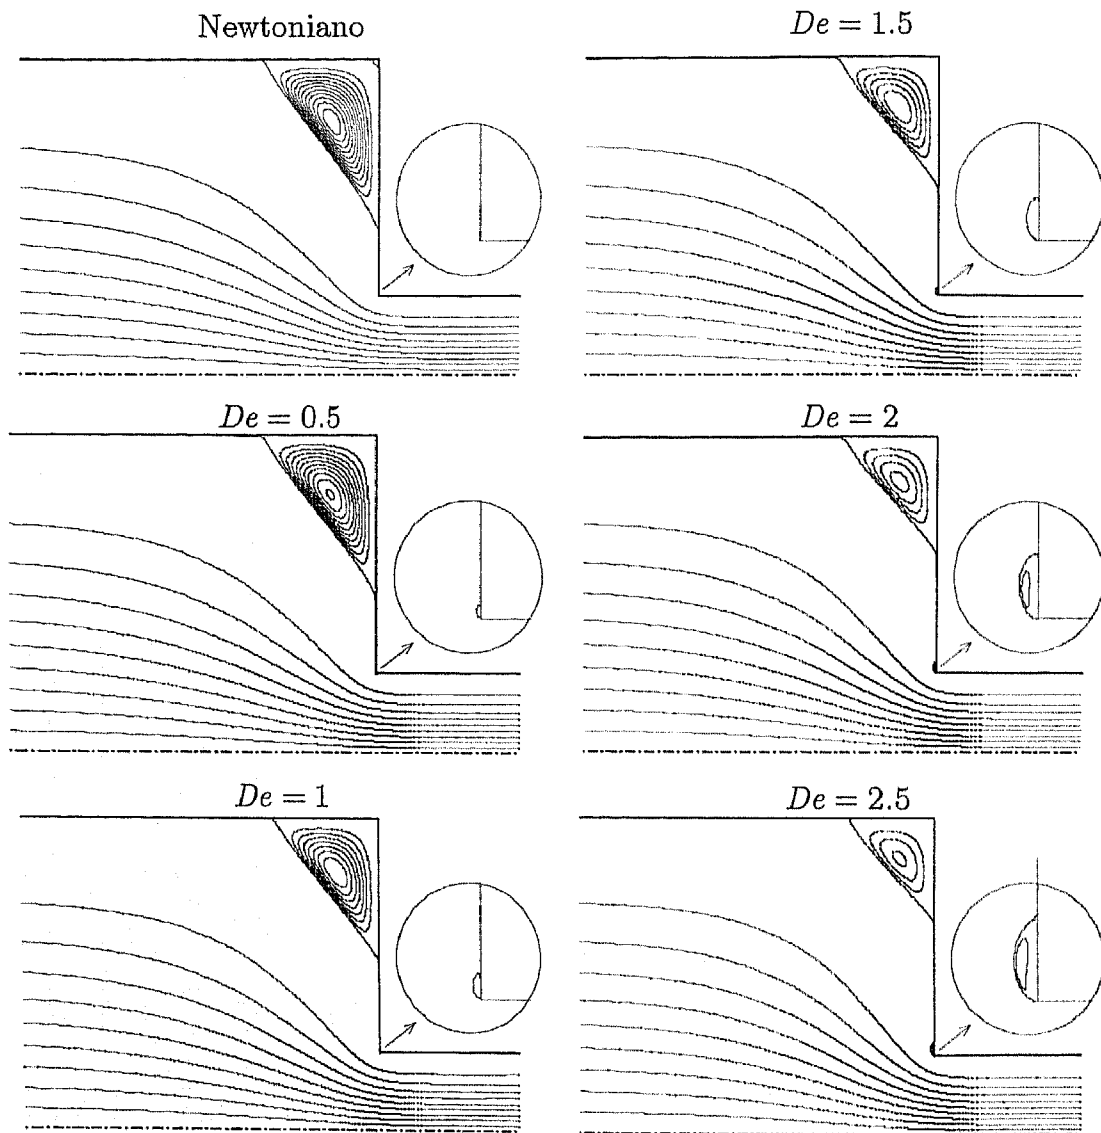 Newtoniano
De = 1.5
De = 0.5
De = 2
De = 1
De = 2.5